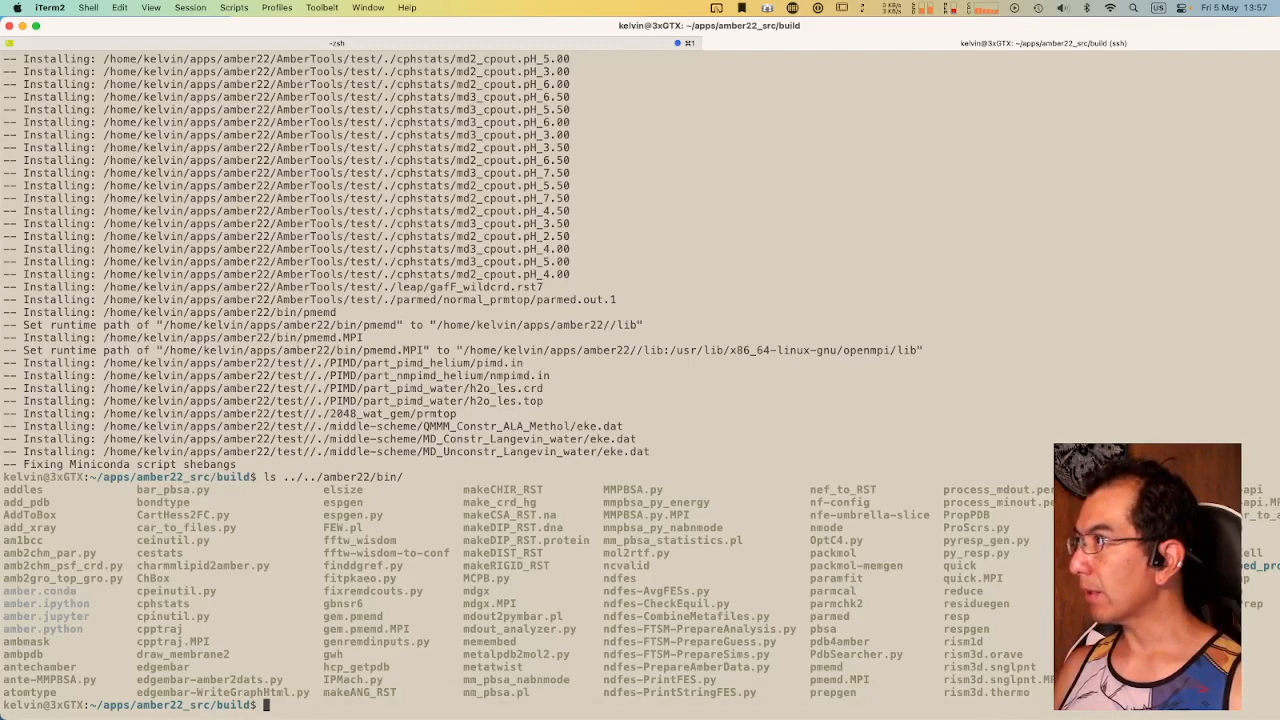 iTerm2 Shell Edit View Session Scripts Profiles Toolbelt Window Help Fri 5 May 13:57
kelvin@3xGTX: ~/apps/amber22_src/build
-zsh ⌘1 kelvin@3xGTX: ~/apps/amber22_src/build (ssh)
-- Installing: /home/kelvin/apps/amber22/AmberTools/test/./cphstats/md2_cpout.pH_5.00
-- Installing: /home/kelvin/apps/amber22/AmberTools/test/./cphstats/md2_cpout.pH_3.00
-- Installing: /home/kelvin/apps/amber22/AmberTools/test/./cphstats/md2_cpout.pH_6.00
-- Installing: /home/kelvin/apps/amber22/AmberTools/test/./cphstats/md3_cpout.pH_6.50
-- Installing: /home/kelvin/apps/amber22/AmberTools/test/./cphstats/md3_cpout.pH_5.50
-- Installing: /home/kelvin/apps/amber22/AmberTools/test/./cphstats/md3_cpout.pH_6.00
-- Installing: /home/kelvin/apps/amber22/AmberTools/test/./cphstats/md3_cpout.pH_3.00
-- Installing: /home/kelvin/apps/amber22/AmberTools/test/./cphstats/md2_cpout.pH_3.50
-- Installing: /home/kelvin/apps/amber22/AmberTools/test/./cphstats/md2_cpout.pH_6.50
-- Installing: /home/kelvin/apps/amber22/AmberTools/test/./cphstats/md3_cpout.pH_7.50
-- Installing: /home/kelvin/apps/amber22/AmberTools/test/./cphstats/md2_cpout.pH_5.50
-- Installing: /home/kelvin/apps/amber22/AmberTools/test/./cphstats/md2_cpout.pH_7.50
-- Installing: /home/kelvin/apps/amber22/AmberTools/test/./cphstats/md2_cpout.pH_4.50
-- Installing: /home/kelvin/apps/amber22/AmberTools/test/./cphstats/md3_cpout.pH_3.50
-- Installing: /home/kelvin/apps/amber22/AmberTools/test/./cphstats/md2_cpout.pH_2.50
-- Installing: /home/kelvin/apps/amber22/AmberTools/test/./cphstats/md3_cpout.pH_4.00
-- Installing: /home/kelvin/apps/amber22/AmberTools/test/./cphstats/md3_cpout.pH_5.00
-- Installing: /home/kelvin/apps/amber22/AmberTools/test/./cphstats/md2_cpout.pH_4.00
-- Installing: /home/kelvin/apps/amber22/AmberTools/test/./leap/gafF_wildcrd.rst7
-- Installing: /home/kelvin/apps/amber22/AmberTools/test/./parmed/normal_prmtop/parmed.out.1
-- Installing: /home/kelvin/apps/amber22/bin/pmemd
-- Set runtime path of "/home/kelvin/apps/amber22/bin/pmemd" to "/home/kelvin/apps/amber22//lib"
-- Installing: /home/kelvin/apps/amber22/bin/pmemd.MPI
-- Set runtime path of "/home/kelvin/apps/amber22/bin/pmemd.MPI" to "/home/kelvin/apps/amber22//lib:/usr/lib/x86_64-linux-gnu/openmpi/lib"
-- Installing: /home/kelvin/apps/amber22/test//./PIMD/part_pimd_helium/pimd.in
-- Installing: /home/kelvin/apps/amber22/test//./PIMD/part_nmpimd_helium/nmpimd.in
-- Installing: /home/kelvin/apps/amber22/test//./PIMD/part_pimd_water/h2o_les.crd
-- Installing: /home/kelvin/apps/amber22/test//./PIMD/part_pimd_water/h2o_les.top
-- Installing: /home/kelvin/apps/amber22/test//./2048_wat_gem/prmtop
-- Installing: /home/kelvin/apps/amber22/test//./middle-scheme/QMMM_Constr_ALA_Methol/eke.dat
-- Installing: /home/kelvin/apps/amber22/test//./middle-scheme/MD_Constr_Langevin_water/eke.dat
-- Installing: /home/kelvin/apps/amber22/test//./middle-scheme/MD_Unconstr_Langevin_water/eke.dat
-- Fixing Miniconda script shebangs
kelvin@3xGTX:~/apps/amber22_src/build$ ls ../../amber22/bin/
addles bar_pbsa.py elsize makeCHIR_RST MMPBSA.py nef_to_RST process_mdout.per -api
add_pdb bondtype espgen make_crd_hg mmpbsa_py_energy nf-config process_minout.p
AddToBox CartHess2FC.py espgen.py makeCSA_RST.na MMPBSA.py.MPI nfe-umbrella-slice PropPDB
add_xray car_to_files.py FEW.pl makeDIP_RST.dna mmpbsa_py_nabnmode nmode ProScrs.py
am1bcc ceinutil.py fftw_wisdom makeDIP_RST.protein mm_pbsa_statistics.pl OptC4.py pyresp_gen.py
amb2chm_par.py cestats fftw-wisdom-to-conf makeDIST_RST mol2rtf.py packmol py_resp.py ell
amb2chm_psf_crd.py charmmlipid2amber.py finddgref.py makeRIGID_RST ncvalid packmol-memgen quick
amb2gro_top_gro.py ChBox fitpkaeo.py MCPB.py ndfes paramfit quick.MPI
amber.conda cpeinutil.py fixremdcouts.py mdgx ndfes-AvgFESs.py parmcal reduce
amber.ipython cphstats gbnsr6 mdgx.MPI ndfes-CheckEquil.py parmchk2 residuegen rep
amber.jupyter cpinutil.py gem.pmemd mdout2pymbar.pl ndfes-CombineMetafiles.py parmed resp
amber.python cpptraj gem.pmemd.MPI mdout_analyzer.py ndfes-FTSM-PrepareAnalysis.py pbsa respgen
ambmask cpptraj.MPI genremdinputs.py memembed ndfes-FTSM-PrepareGuess.py pdb4amber rism1d
ambpdb draw_membrane2 gwh metalpdb2mol2.py ndfes-FTSM-PrepareSims.py PdbSearcher.py rism3d.orave
antechamber edgembar hcp_getpdb metatwist ndfes-PrepareAmberData.py pmemd rism3d.snglpnt
ante-MMPBSA.py edgembar-amber2dats.py IPMach.py mm_pbsa_nabnmode ndfes-PrintFES.py pmemd.MPI rism3d.snglpnt.M
atomtype edgembar-WriteGraphHtml.py makeANG_RST mm_pbsa.pl ndfes-PrintStringFES.py prepgen rism3d.thermo
kelvin@3xGTX:~/apps/amber22_src/build$